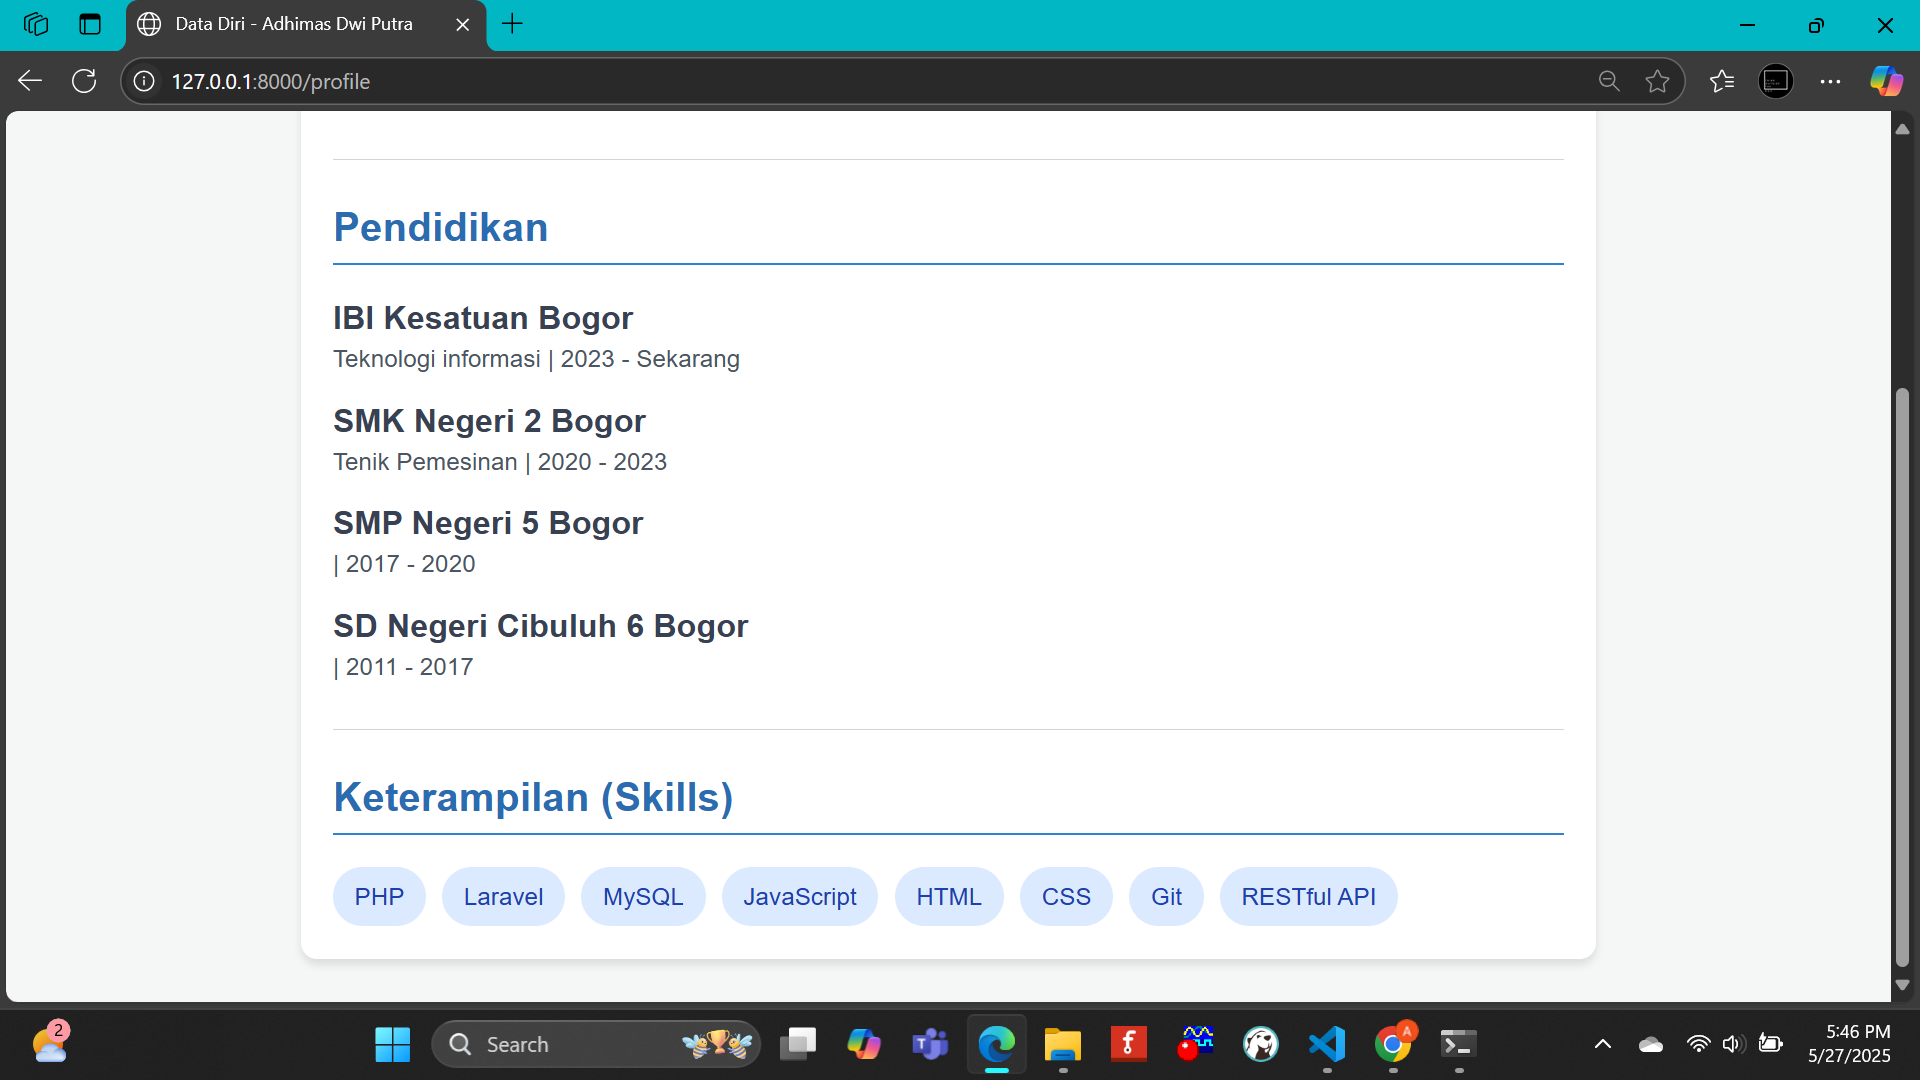 Data Diri - Adhimas Dwi Putra
127.0.0.1:8000/profile
Pendidikan
IBI Kesatuan Bogor
Teknologi informasi | 2023 - Sekarang
SMK Negeri 2 Bogor
Tenik Pemesinan | 2020 - 2023
SMP Negeri 5 Bogor
| 2017 - 2020
SD Negeri Cibuluh 6 Bogor
| 2011 - 2017
Keterampilan (Skills)
PHP Laravel MySQL JavaScript HTML CSS Git RESTful API
2
Search
A
5:46 PM
5/27/2025